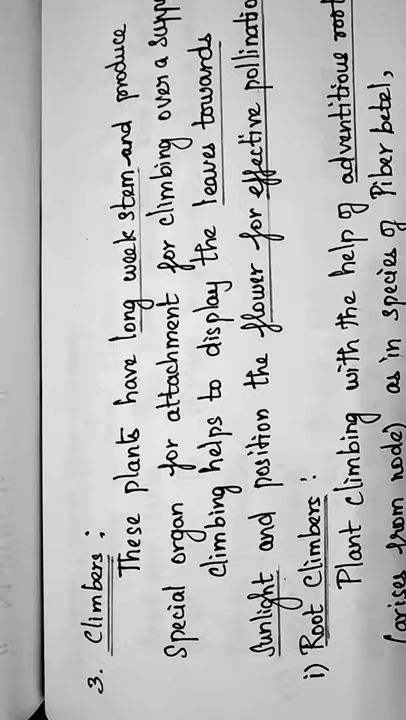 3. Climbers:
These plants have long week stem and produce
Special organ for attachment for climbing over a
Climbing helps to display the leaves towards
Sunlight and position the flower for effective
i) Root Climbers:
Plant climbing with the help of adventitious root
(arises from node) as in species of Piber betel,